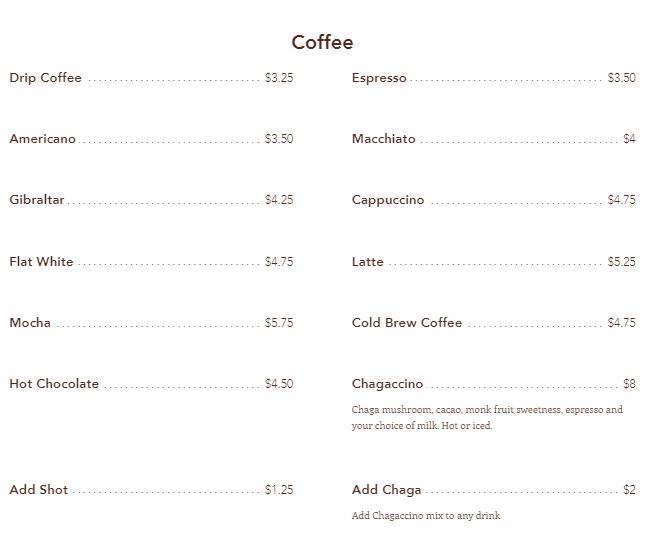 Coffee
Drip Coffee $3.25
Espresso $3.50
Americano $3.50
Macchiato $4
Gibraltar $4.25
Cappuccino $4.75
Flat White $4.75
Latte $5.25
Mocha $5.75
Cold Brew Coffee $4.75
Hot Chocolate $4.50
Chagaccino $8
Chaga mushroom, cacao, monk fruit sweetness, espresso and
your choice of milk. Hot or iced.
Add Shot $1.25
Add Chaga $2
Add Chagaccino mix to any drink